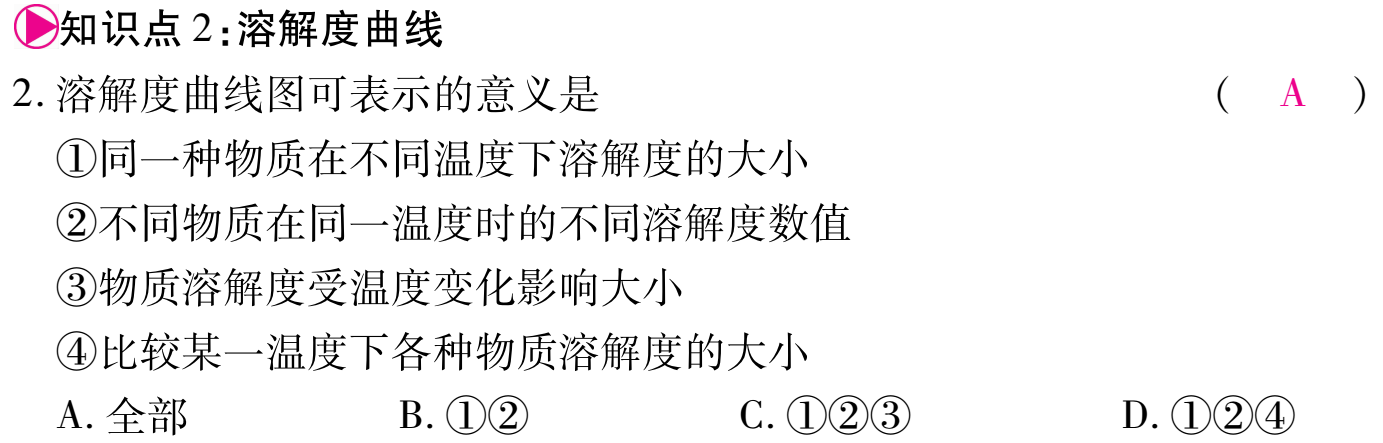 知识点2:溶解度曲线
2. 溶解度曲线图可表示的意义是 ( A )
①同一种物质在不同温度下溶解度的大小
②不同物质在同一温度时的不同溶解度数值
③物质溶解度受温度变化影响大小
④比较某一温度下各种物质溶解度的大小
A. 全部 B. ①② C. ①②③ D. ①②④